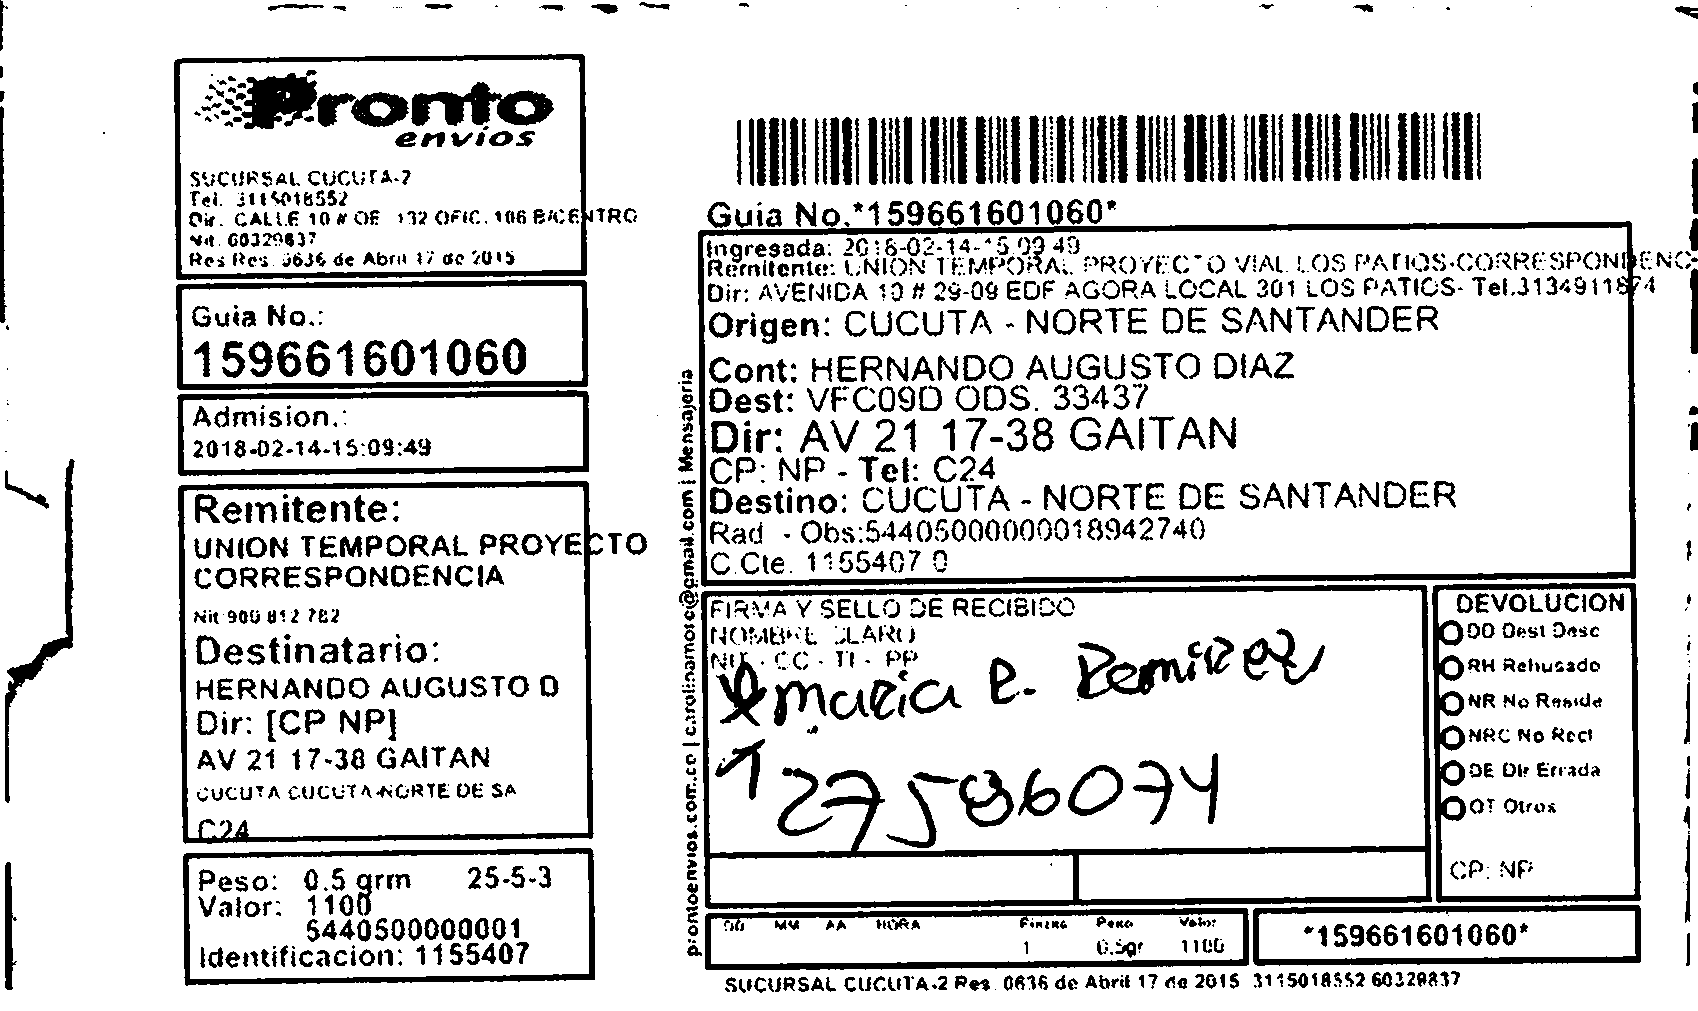 Pronto
envios
SUCURSAL CUCUTA-2
Tel. 3115018552
Dir. CALLE 10 # OE 132 OFIC. 106 B/CENTRO
Nit. 60329837
Res Res. 0636 de Abril 17 de 2015
Guia No.:
159661601060
Admision.:
2018-02-14-15:09:49
Remitente:
UNION TEMPORAL PROYECTO
CORRESPONDENCIA
Nit 900 812 782
Destinatario:
HERNANDO AUGUSTO D
Dir: [CP NP]
AV 21 17-38 GAITAN
CUCUTA CUCUTA-NORTE DE SA
C24
Peso: 0.5 grm 25-5-3
Valor: 1100
5440500000001
Identificacion: 1155407
prontoenvios.com.co | carolinamore@gmail.com | Mensajeria
Guia No.*159661601060*
Ingresada: 2018-02-14-15:09:49
Remitente: UNION TEMPORAL PROYECTO VIAL LOS PATIOS-CORRESPONDENC
Dir: AVENIDA 10 # 29-09 EDF AGORA LOCAL 301 LOS PATIOS- Tel.3134911874
Origen: CUCUTA - NORTE DE SANTANDER
Cont: HERNANDO AUGUSTO DIAZ
Dest: VFC09D ODS. 33437
Dir: AV 21 17-38 GAITAN
CP: NP - Tel: C24
Destino: CUCUTA - NORTE DE SANTANDER
Rad - Obs:54405000000018942740
C.Cte. 1155407 0
FIRMA Y SELLO DE RECIBIDO
NOMBRE CLARO
NIT - CC - TI - PP
Maria R. Ramirez
27586074
DEVOLUCION
DD Dest Desc
RH Rehusado
NR No Reside
NRC No Recl
DE Dir Errada
OT Otros
CP: NP
DD MM AA HORA Piezas Peso Valor
1 0.5gr 1100
*159661601060*
SUCURSAL CUCUTA-2 Res. 0636 de Abril 17 de 2015 3115018552 60329837